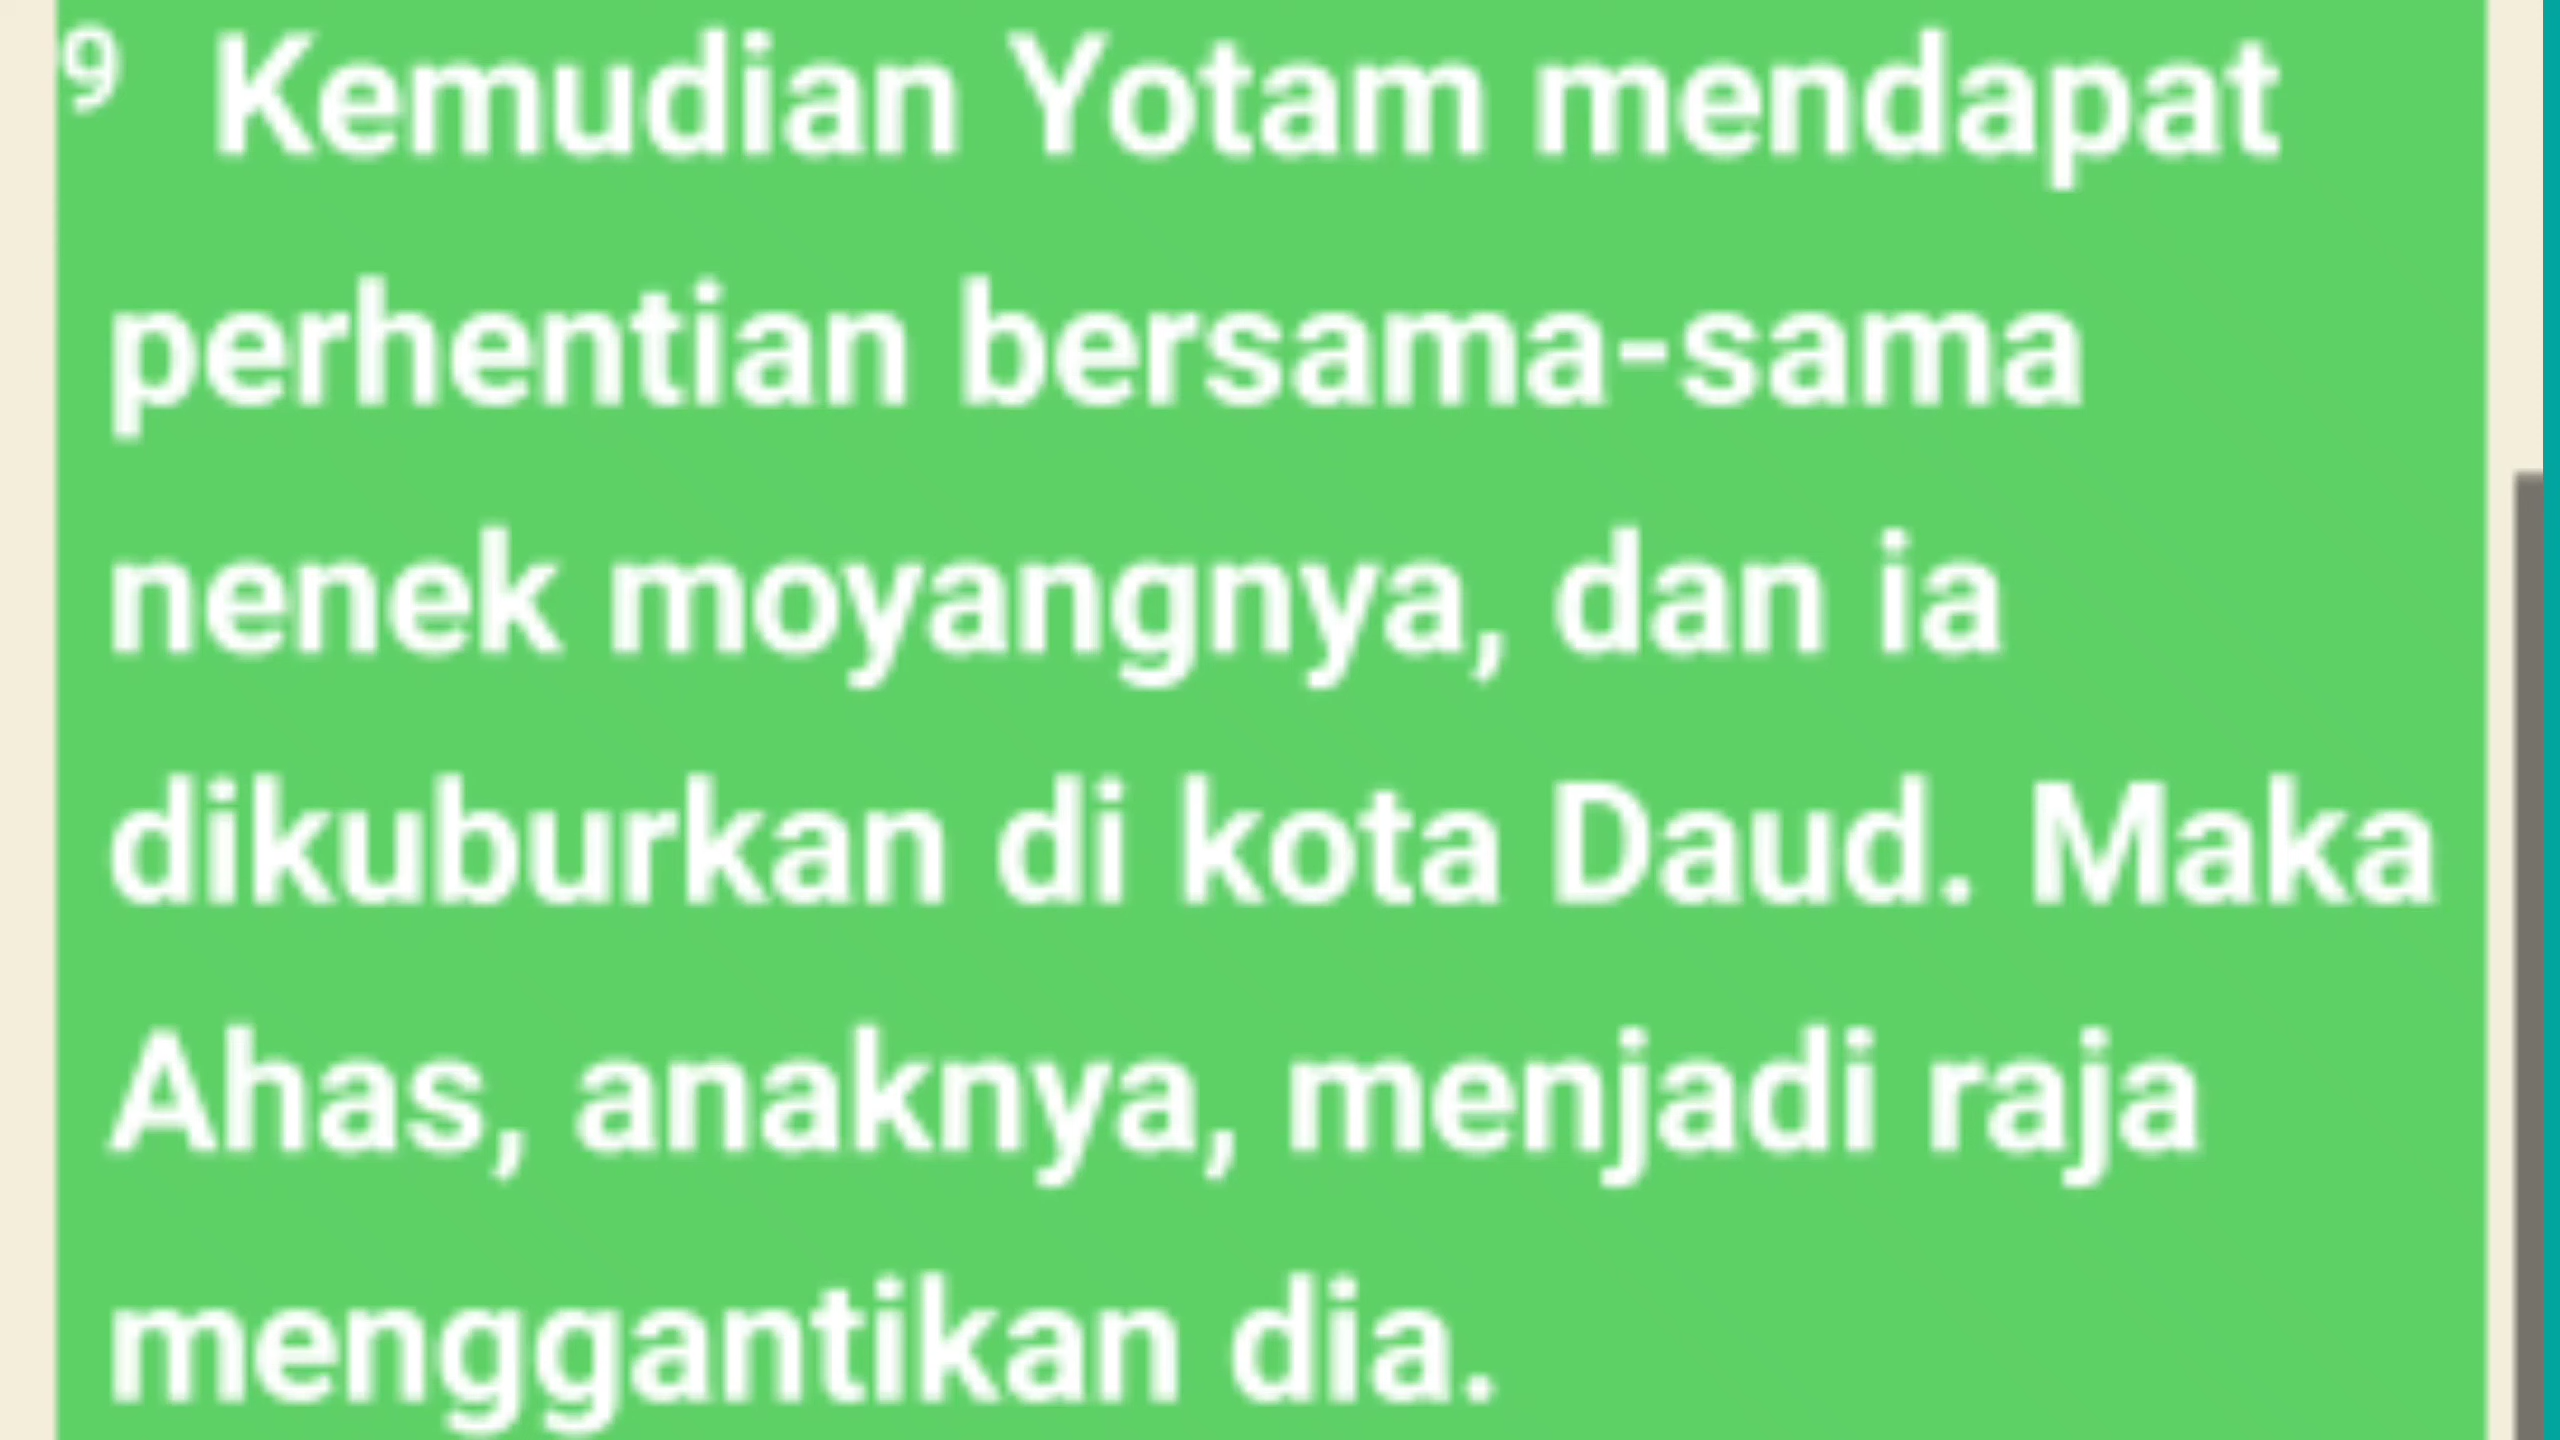 9 Kemudian Yotam mendapat
perhentian bersama-sama
nenek moyangnya, dan ia
dikuburkan di kota Daud. Maka
Ahas, anaknya, menjadi raja
menggantikan dia.